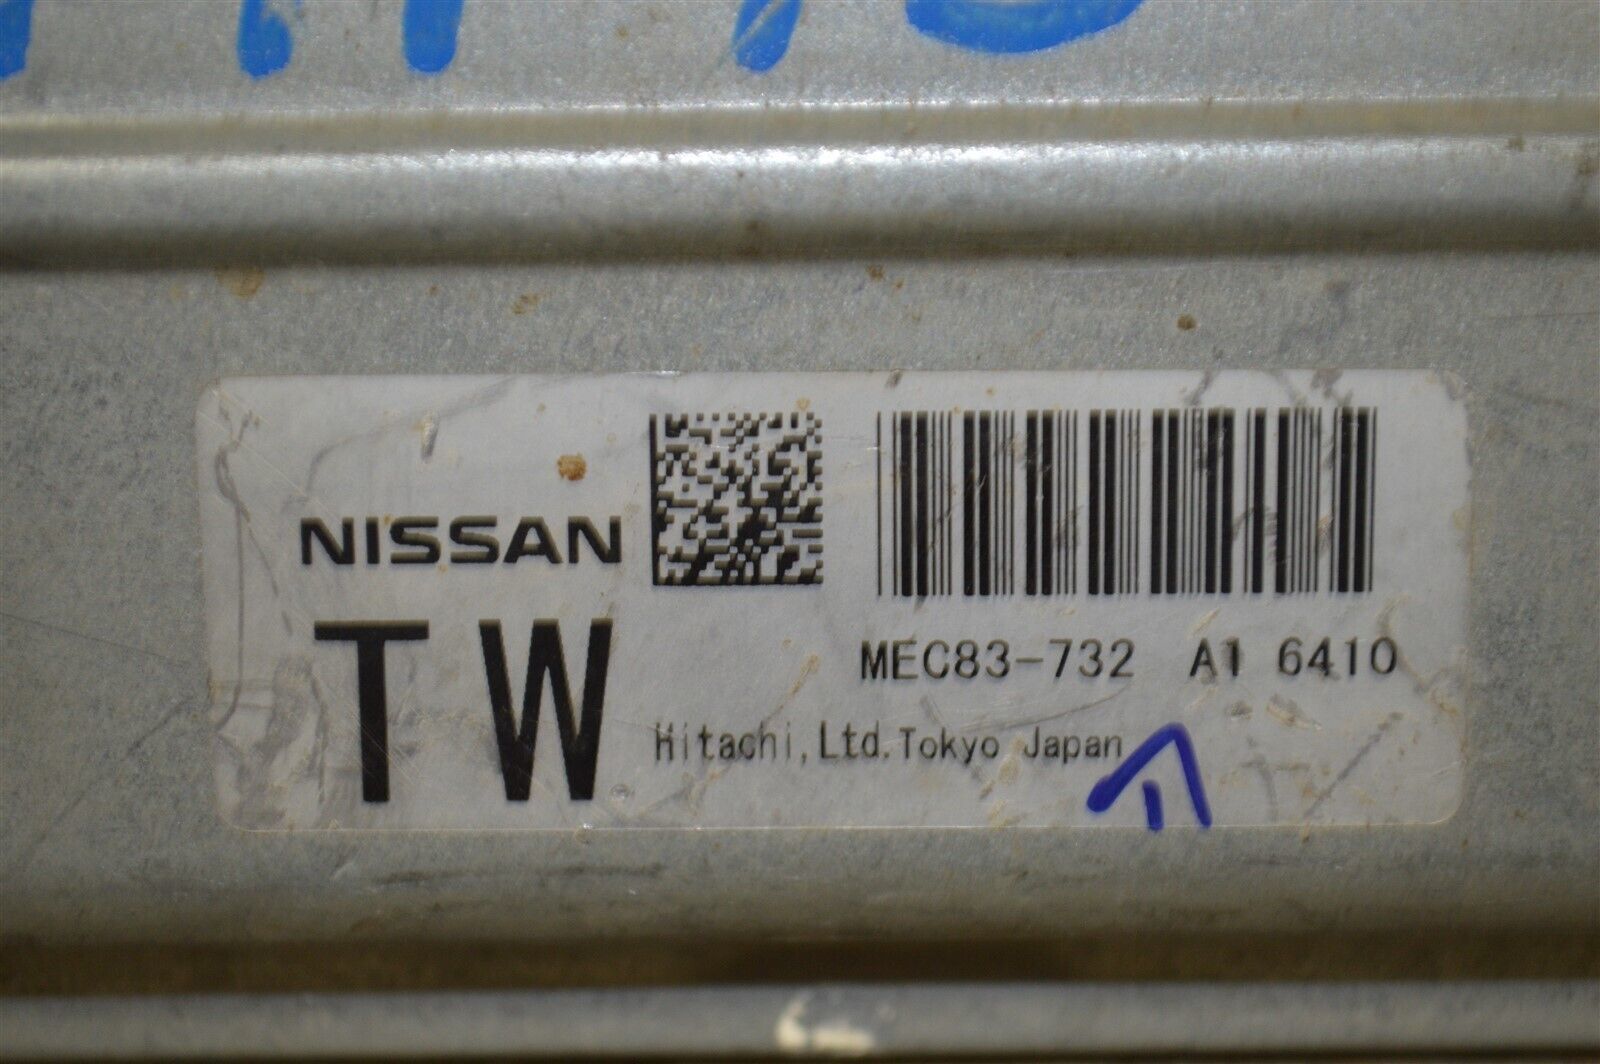 NISSAN
TW
MEC83-732 A1 6410
Hitachi,Ltd.Tokyo Japan